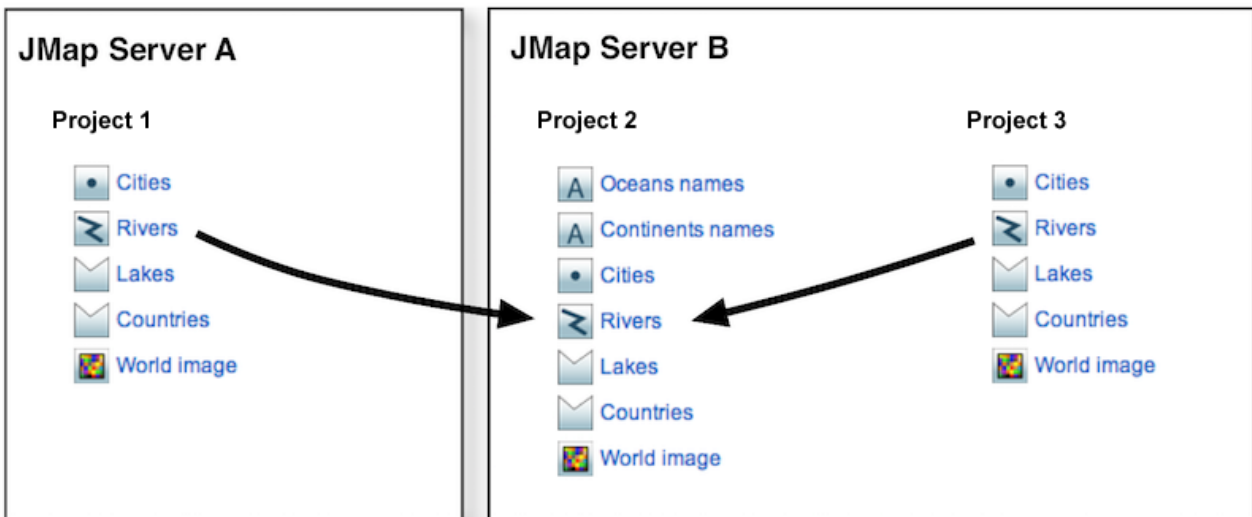 JMap Server A
Project 1
Cities
Rivers
Lakes
Countries
World image
JMap Server B
Project 2
A Oceans names
A Continents names
Cities
Rivers
Lakes
Countries
World image
Project 3
Cities
Rivers
Lakes
Countries
World image